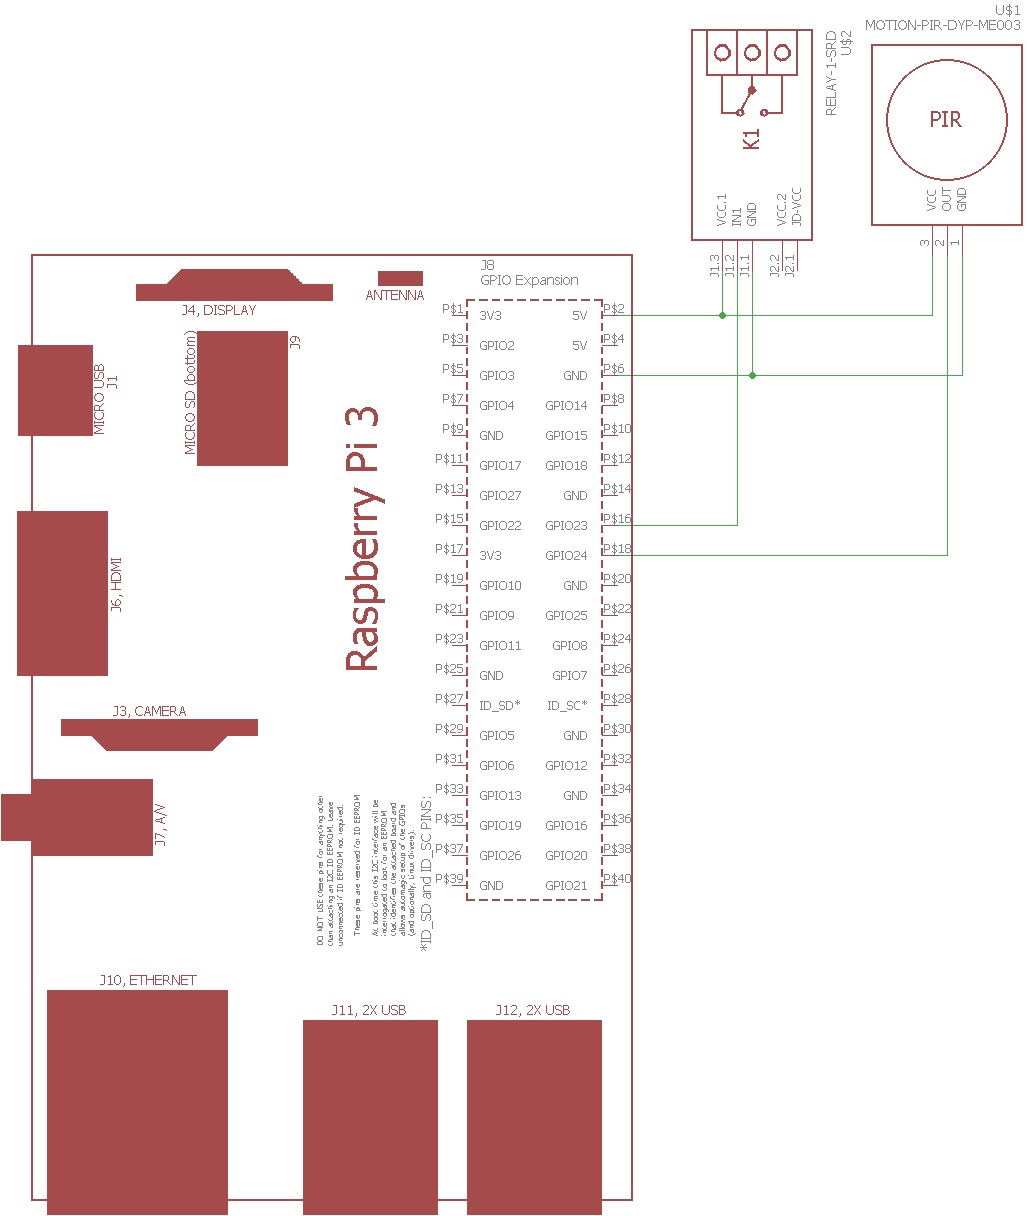 U$1
MOTION-PIR-DYP-ME003
U$2
RELAY-1-SRD
PIR
K1
VCC.1
IN1
GND
VCC.2
JD-VCC
VCC
OUT
GND
J1.3
J1.2
J1.1
J2.2
J2.1
3
2
1
J8
GPIO Expansion
ANTENNA
J4, DISPLAY
J9
MICRO SD (bottom)
J1
MICRO USB
Raspberry Pi 3
J6, HDMI
J3, CAMERA
J7, A/V
P$1 3V3 5V P$2
P$3 GPIO2 5V P$4
P$5 GPIO3 GND P$6
P$7 GPIO4 GPIO14 P$8
P$9 GND GPIO15 P$10
P$11 GPIO17 GPIO18 P$12
P$13 GPIO27 GND P$14
P$15 GPIO22 GPIO23 P$16
P$17 3V3 GPIO24 P$18
P$19 GPIO10 GND P$20
P$21 GPIO9 GPIO25 P$22
P$23 GPIO11 GPIO8 P$24
P$25 GND GPIO7 P$26
P$27 ID_SD* ID_SC* P$28
P$29 GPIO5 GND P$30
P$31 GPIO6 GPIO12 P$32
P$33 GPIO13 GND P$34
P$35 GPIO19 GPIO16 P$36
P$37 GPIO26 GPIO20 P$38
P$39 GND GPIO21 P$40
*ID_SD and ID_SC PINS:
These pins are reserved for ID EEPROM
At boot time this I2C interface will be
interrogated to look for an EEPROM
that identifies the attached board and
allows automagic setup of the GPIOs
(and optionally, Linux drivers).
DO NOT USE these pins for anything other
than attaching an I2C ID EEPROM. Leave
unconnected if ID EEPROM not required.
J10, ETHERNET
J11, 2X USB
J12, 2X USB